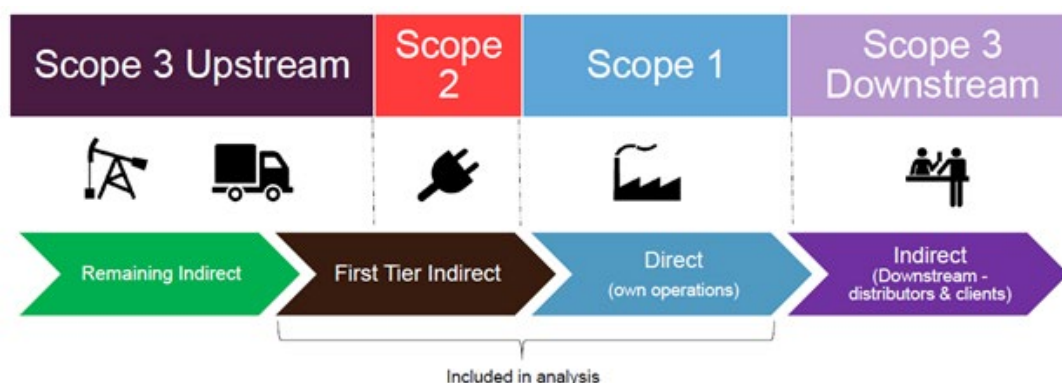 Scope 3 Upstream
Scope
2
Scope 1
Scope 3
Downstream
Remaining Indirect
First Tier Indirect
Direct
(own operations)
Indirect
(Downstream -
distributors & clients)
Included in analysis